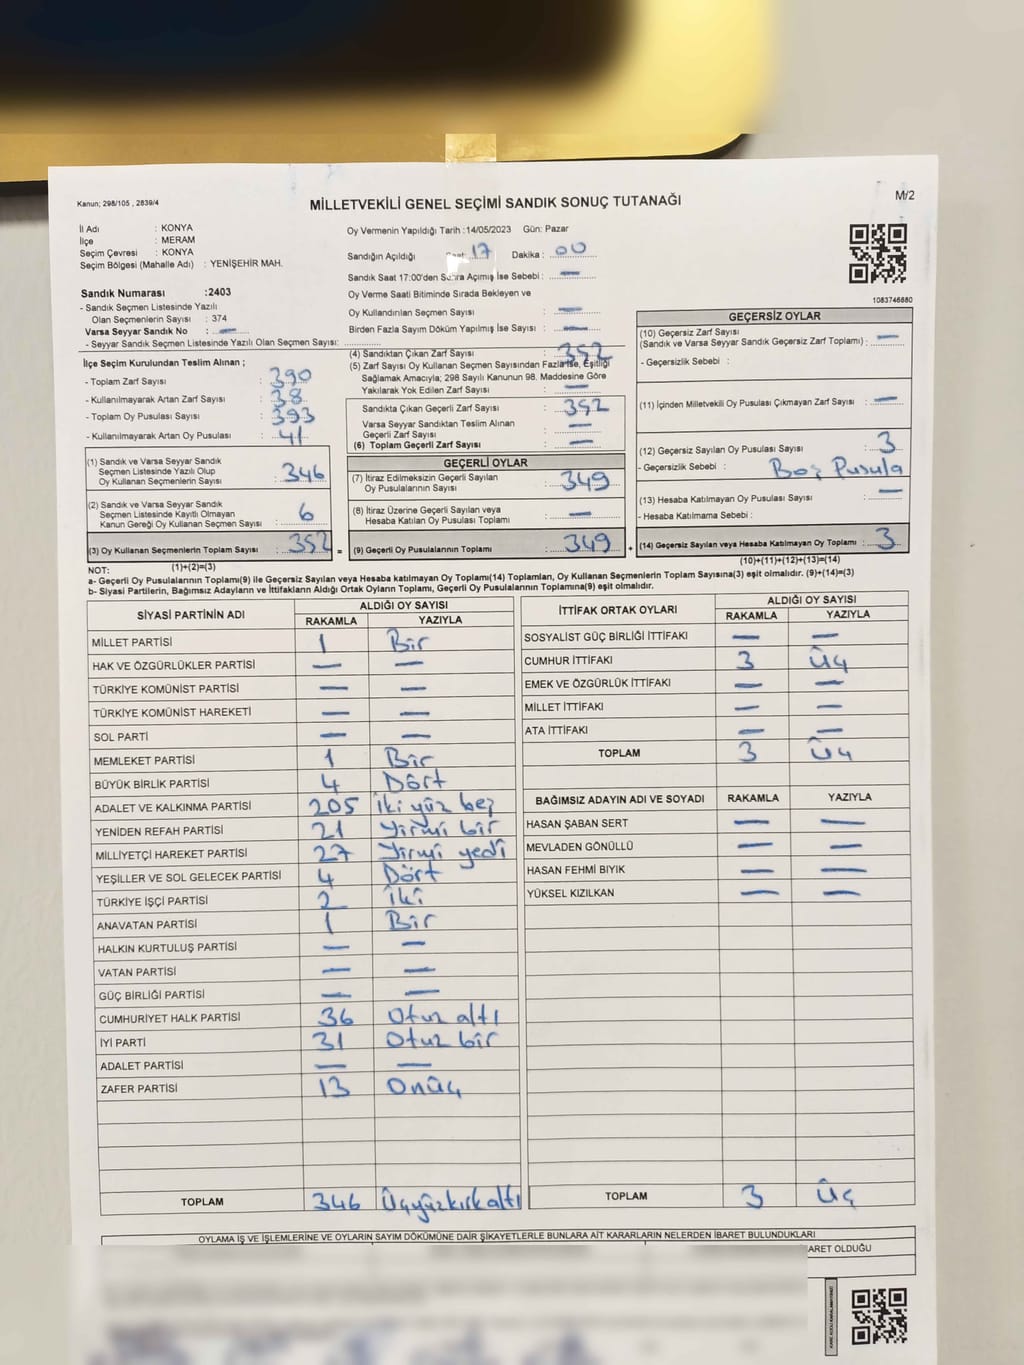 Kanun; 298/105 , 2839/4
MİLLETVEKİLİ GENEL SEÇİMİ SANDIK SONUÇ TUTANAĞI
M/2
İl Adı : KONYA
İlçe : MERAM
Seçim Çevresi : KONYA
Seçim Bölgesi (Mahalle Adı) : YENİŞEHİR MAH.
Sandık Numarası :2403
- Sandık Seçmen Listesinde Yazılı
Olan Seçmenlerin Sayısı : 374
Varsa Seyyar Sandık No : —
- Seyyar Sandık Seçmen Listesinde Yazılı Olan Seçmen Sayısı:
Oy Vermenin Yapıldığı Tarih :14/05/2023 Gün: Pazar
Sandığın Açıldığı 17 Dakika : 00
Sandık Saat 17:00'den Sonra Açımış İse Sebebi : —
Oy Verme Saati Bitiminde Sırada Bekleyen ve
Oy Kullandırılan Seçmen Sayısı : —
Birden Fazla Sayım Döküm Yapılmış İse Sayısı : —
1083746680
İlçe Seçim Kurulundan Teslim Alınan ;
- Toplam Zarf Sayısı : 390
- Kullanılmayarak Artan Zarf Sayısı : 38
- Toplam Oy Pusulası Sayısı : 393
- Kullanılmayarak Artan Oy Pusulası : 41
(1) Sandık ve Varsa Seyyar Sandık
Seçmen Listesinde Yazılı Olup
Oy Kullanan Seçmenlerin Sayısı : 346
(2) Sandık ve Varsa Seyyar Sandık
Seçmen Listesinde Kayıtlı Olmayan
Kanun Gereği Oy Kullanan Seçmen Sayısı : 6
(3) Oy Kullanan Seçmenlerin Toplam Sayısı : 352 =
(4) Sandıktan Çıkan Zarf Sayısı : 352
(5) Zarf Sayısı Oy Kullanan Seçmen Sayısından Fazla İse, Eşitliği
Sağlamak Amacıyla; 298 Sayılı Kanunun 98. Maddesine Göre
Yakılarak Yok Edilen Zarf Sayısı : —
Sandıkta Çıkan Geçerli Zarf Sayısı : 352
Varsa Seyyar Sandıktan Teslim Alınan
Geçerli Zarf Sayısı : —
(6) Toplam Geçerli Zarf Sayısı : —
GEÇERLİ OYLAR
(7) İtiraz Edilmeksizin Geçerli Sayılan
Oy Pusulalarının Sayısı : 349
(8) İtiraz Üzerine Geçerli Sayılan veya
Hesaba Katılan Oy Pusulası Toplamı : —
(9) Geçerli Oy Pusulalarının Toplamı : 349 +
GEÇERSİZ OYLAR
(10) Geçersiz Zarf Sayısı
(Sandık ve Varsa Seyyar Sandık Geçersiz Zarf Toplamı) : —
- Geçersizlik Sebebi :
(11) İçinden Milletvekili Oy Pusulası Çıkmayan Zarf Sayısı : —
(12) Geçersiz Sayılan Oy Pusulası Sayısı : 3
- Geçersizlik Sebebi : Boş Pusula
(13) Hesaba Katılmayan Oy Pusulası Sayısı : —
- Hesaba Katılmama Sebebi :
(14) Geçersiz Sayılan veya Hesaba Katılmayan Oy Toplamı : 3
NOT: (1)+(2)=(3)
(10)+(11)+(12)+(13)=(14)
a- Geçerli Oy Pusulalarının Toplamı(9) ile Geçersiz Sayılan veya Hesaba katılmayan Oy Toplamı(14) Toplamları, Oy Kullanan Seçmenlerin Toplam Sayısına(3) eşit olmalıdır. (9)+(14)=(3)
b- Siyasi Partilerin, Bağımsız Adayların ve İttifakların Aldığı Ortak Oyların Toplamı, Geçerli Oy Pusulalarının Toplamına(9) eşit olmalıdır.
SİYASİ PARTİNİN ADI ALDIĞI OY SAYISI
RAKAMLA YAZIYLA
MİLLET PARTİSİ 1 Bir
HAK VE ÖZGÜRLÜKLER PARTİSİ — —
TÜRKİYE KOMÜNİST PARTİSİ — —
TÜRKİYE KOMÜNİST HAREKETİ — —
SOL PARTİ — —
MEMLEKET PARTİSİ 1 Bir
BÜYÜK BİRLİK PARTİSİ 4 Dört
ADALET VE KALKINMA PARTİSİ 205 İki yüz beş
YENİDEN REFAH PARTİSİ 21 Yirmi bir
MİLLİYETÇİ HAREKET PARTİSİ 27 Yirmi yedi
YEŞİLLER VE SOL GELECEK PARTİSİ 4 Dört
TÜRKİYE İŞÇİ PARTİSİ 2 İki
ANAVATAN PARTİSİ 1 Bir
HALKIN KURTULUŞ PARTİSİ — —
VATAN PARTİSİ — —
GÜÇ BİRLİĞİ PARTİSİ — —
CUMHURİYET HALK PARTİSİ 36 Otuz altı
İYİ PARTİ 31 Otuz bir
ADALET PARTİSİ — —
ZAFER PARTİSİ 13 Onüç
TOPLAM 346 Üçyüzkırkaltı
İTTİFAK ORTAK OYLARI ALDIĞI OY SAYISI
RAKAMLA YAZIYLA
SOSYALİST GÜÇ BİRLİĞİ İTTİFAKI — —
CUMHUR İTTİFAKI 3 Üç
EMEK VE ÖZGÜRLÜK İTTİFAKI — —
MİLLET İTTİFAKI — —
ATA İTTİFAKI — —
TOPLAM 3 Üç
BAĞIMSIZ ADAYIN ADI VE SOYADI RAKAMLA YAZIYLA
HASAN ŞABAN SERT — —
MEVLADEN GÖNÜLLÜ — —
HASAN FEHMİ BIYIK — —
YÜKSEL KIZILKAN — —
TOPLAM 3 Üç
OYLAMA İŞ VE İŞLEMLERİNE VE OYLARIN SAYIM DÖKÜMÜNE DAİR ŞİKAYETLERLE BUNLARA AİT KARARLARIN NELERDEN İBARET BULUNDUKLARI
BARET OLDUĞU